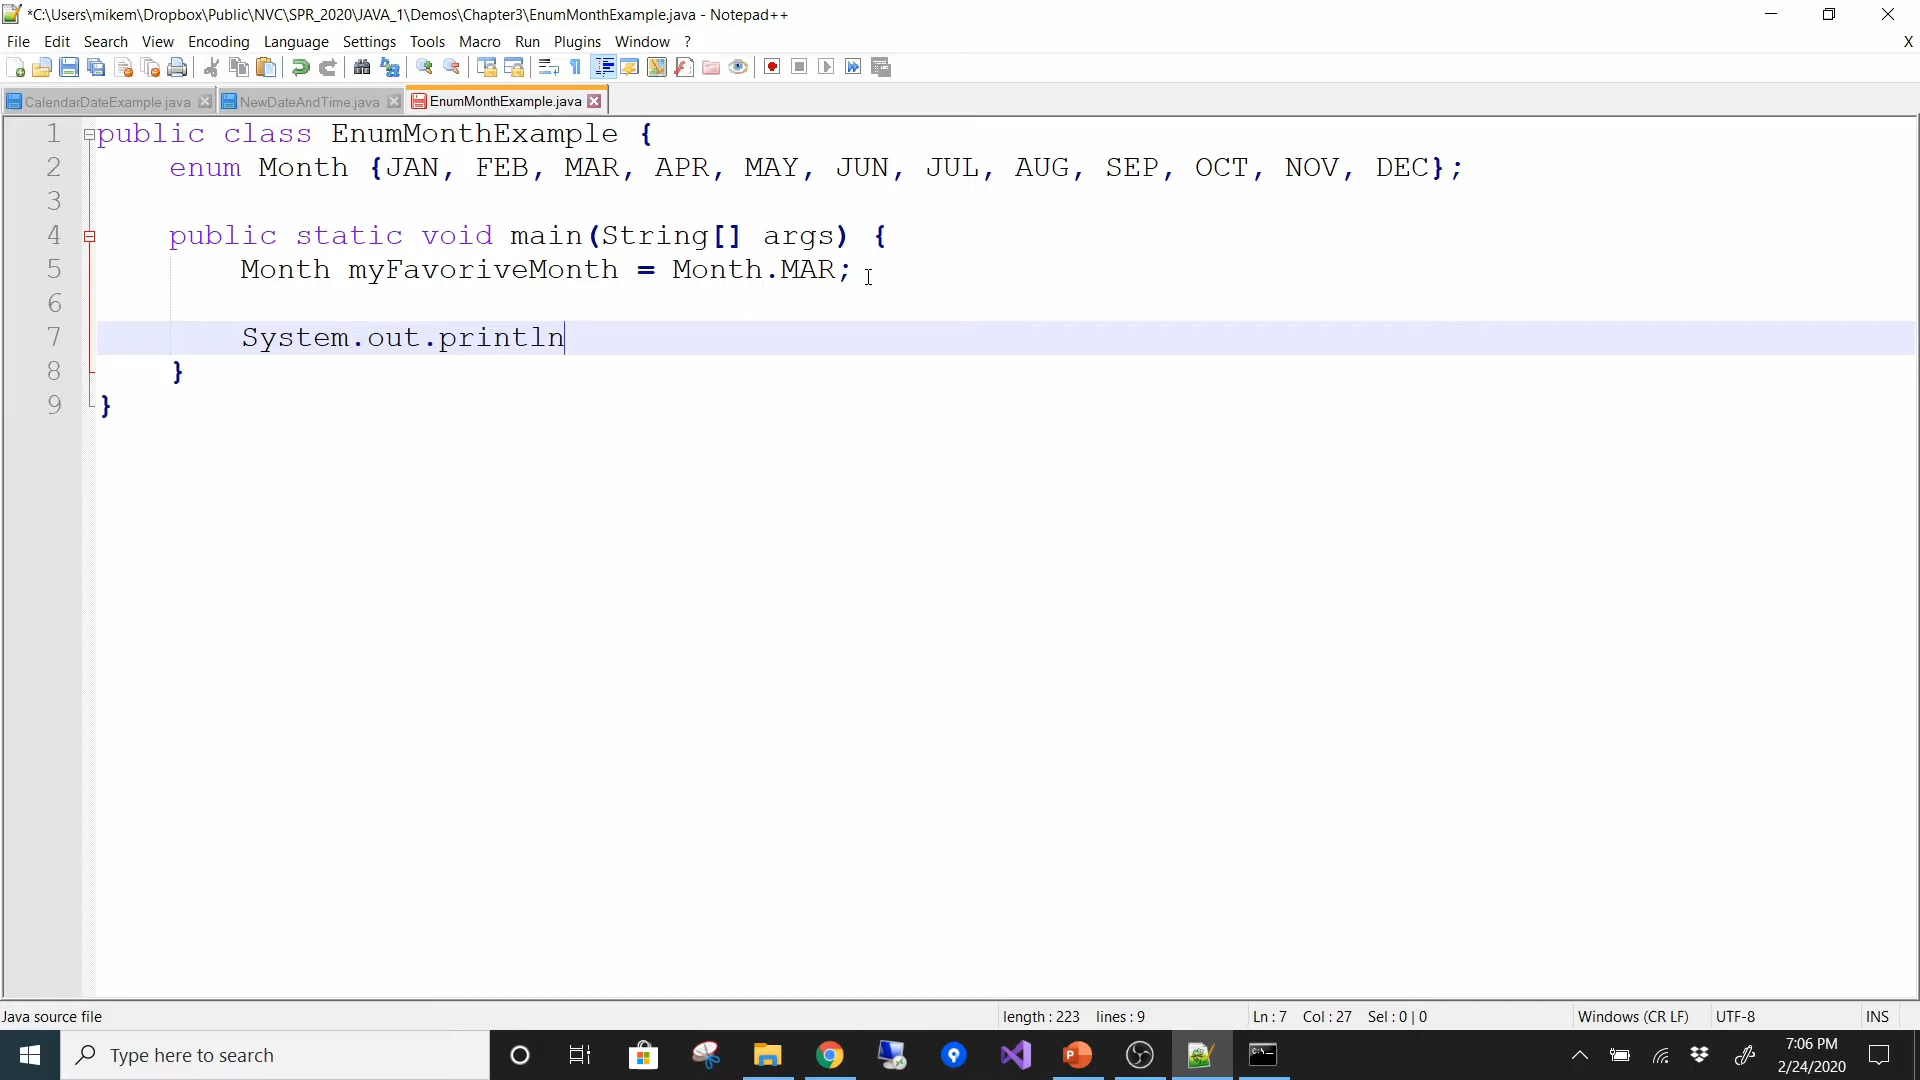 *C:\Users\mikem\Dropbox\Public\NVC\SPR_2020\JAVA_1\Demos\Chapter3\EnumMonthExample.java - Notepad++
File Edit Search View Encoding Language Settings Tools Macro Run Plugins Window ? X
CalendarDateExample.java NewDateAndTime.java EnumMonthExample.java
1 public class EnumMonthExample {
2 enum Month {JAN, FEB, MAR, APR, MAY, JUN, JUL, AUG, SEP, OCT, NOV, DEC};
3
4 public static void main(String[] args) {
5 Month myFavoriveMonth = Month.MAR;
6
7 System.out.println
8 }
9 }
Java source file length : 223 lines : 9 Ln : 7 Col : 27 Sel : 0 | 0 Windows (CR LF) UTF-8 INS
Type here to search
7:06 PM
2/24/2020